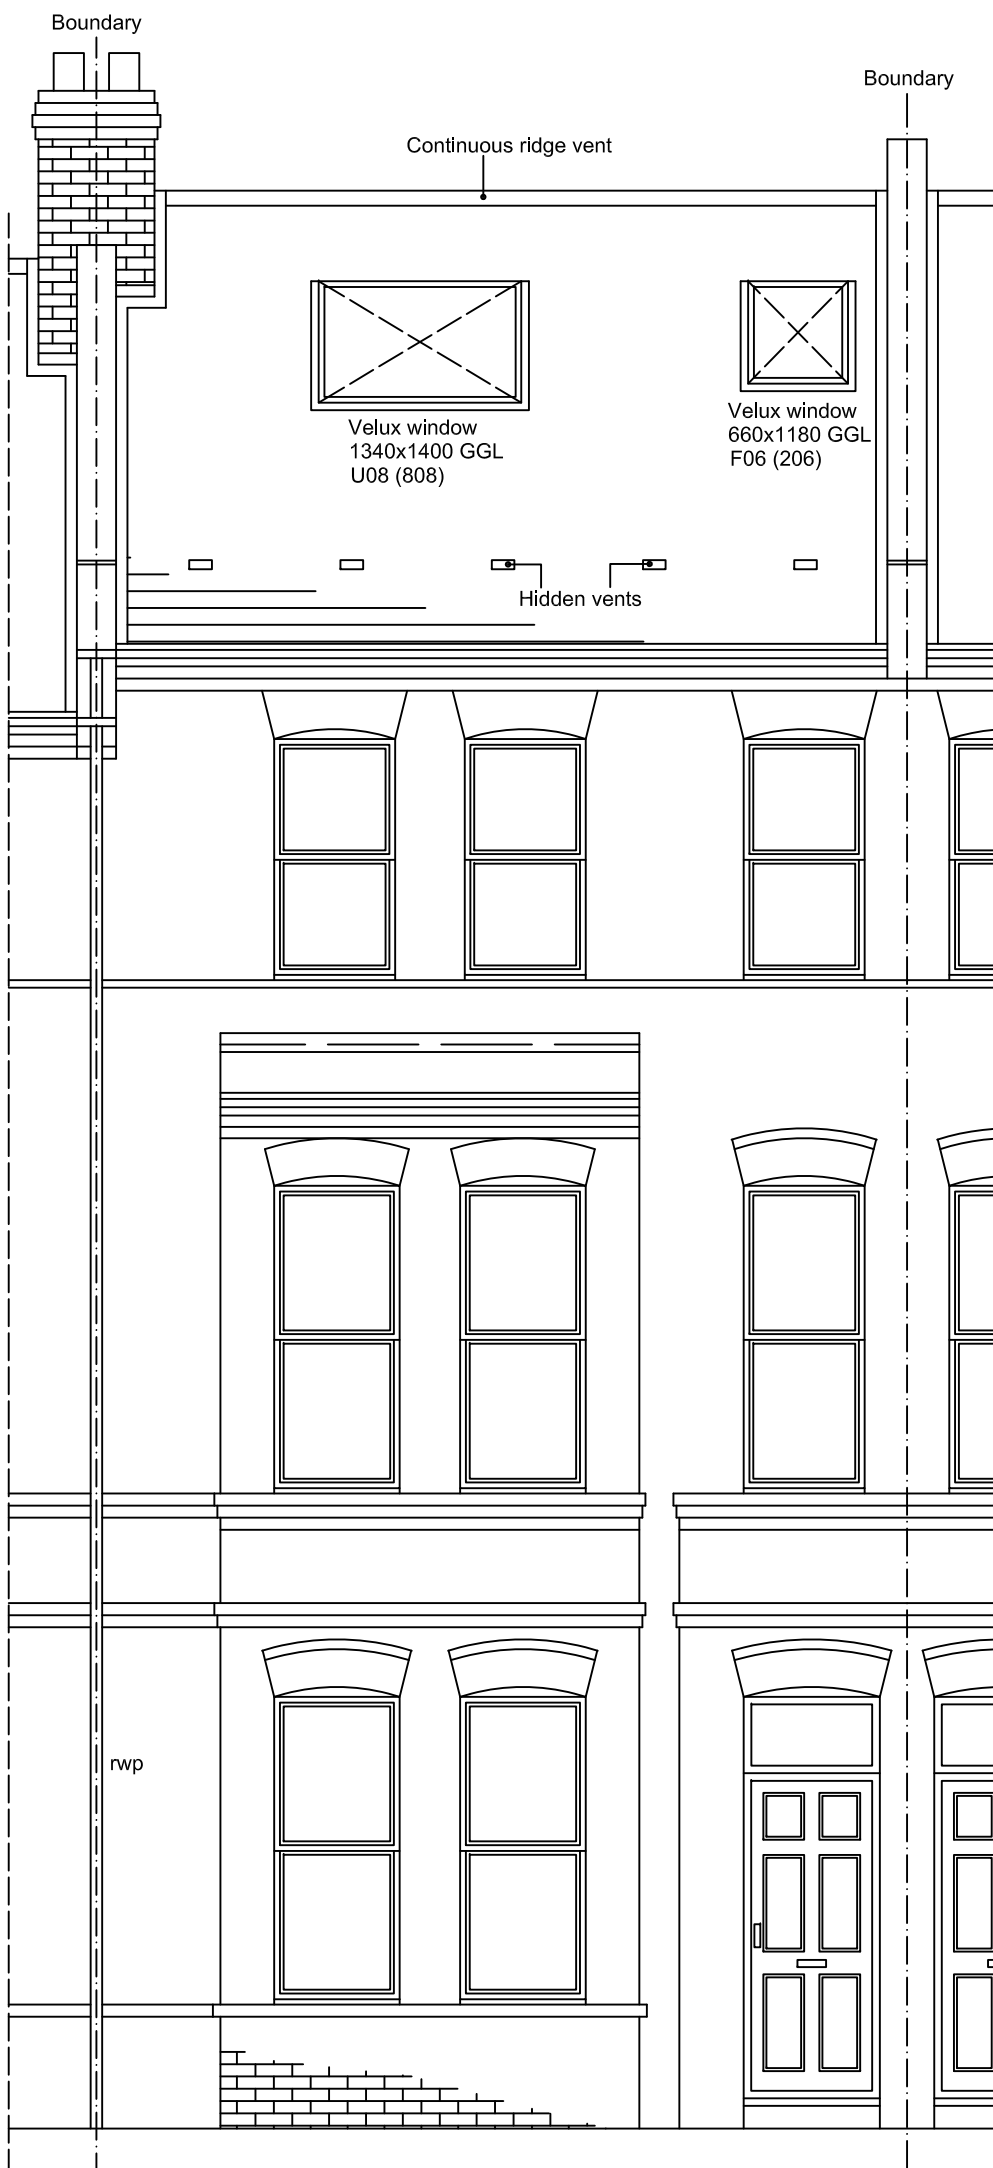 Boundary
Boundary
Continuous ridge vent
Velux window
1340x1400 GGL
U08 (808)
Velux window
660x1180 GGL
F06 (206)
Hidden vents
rwp